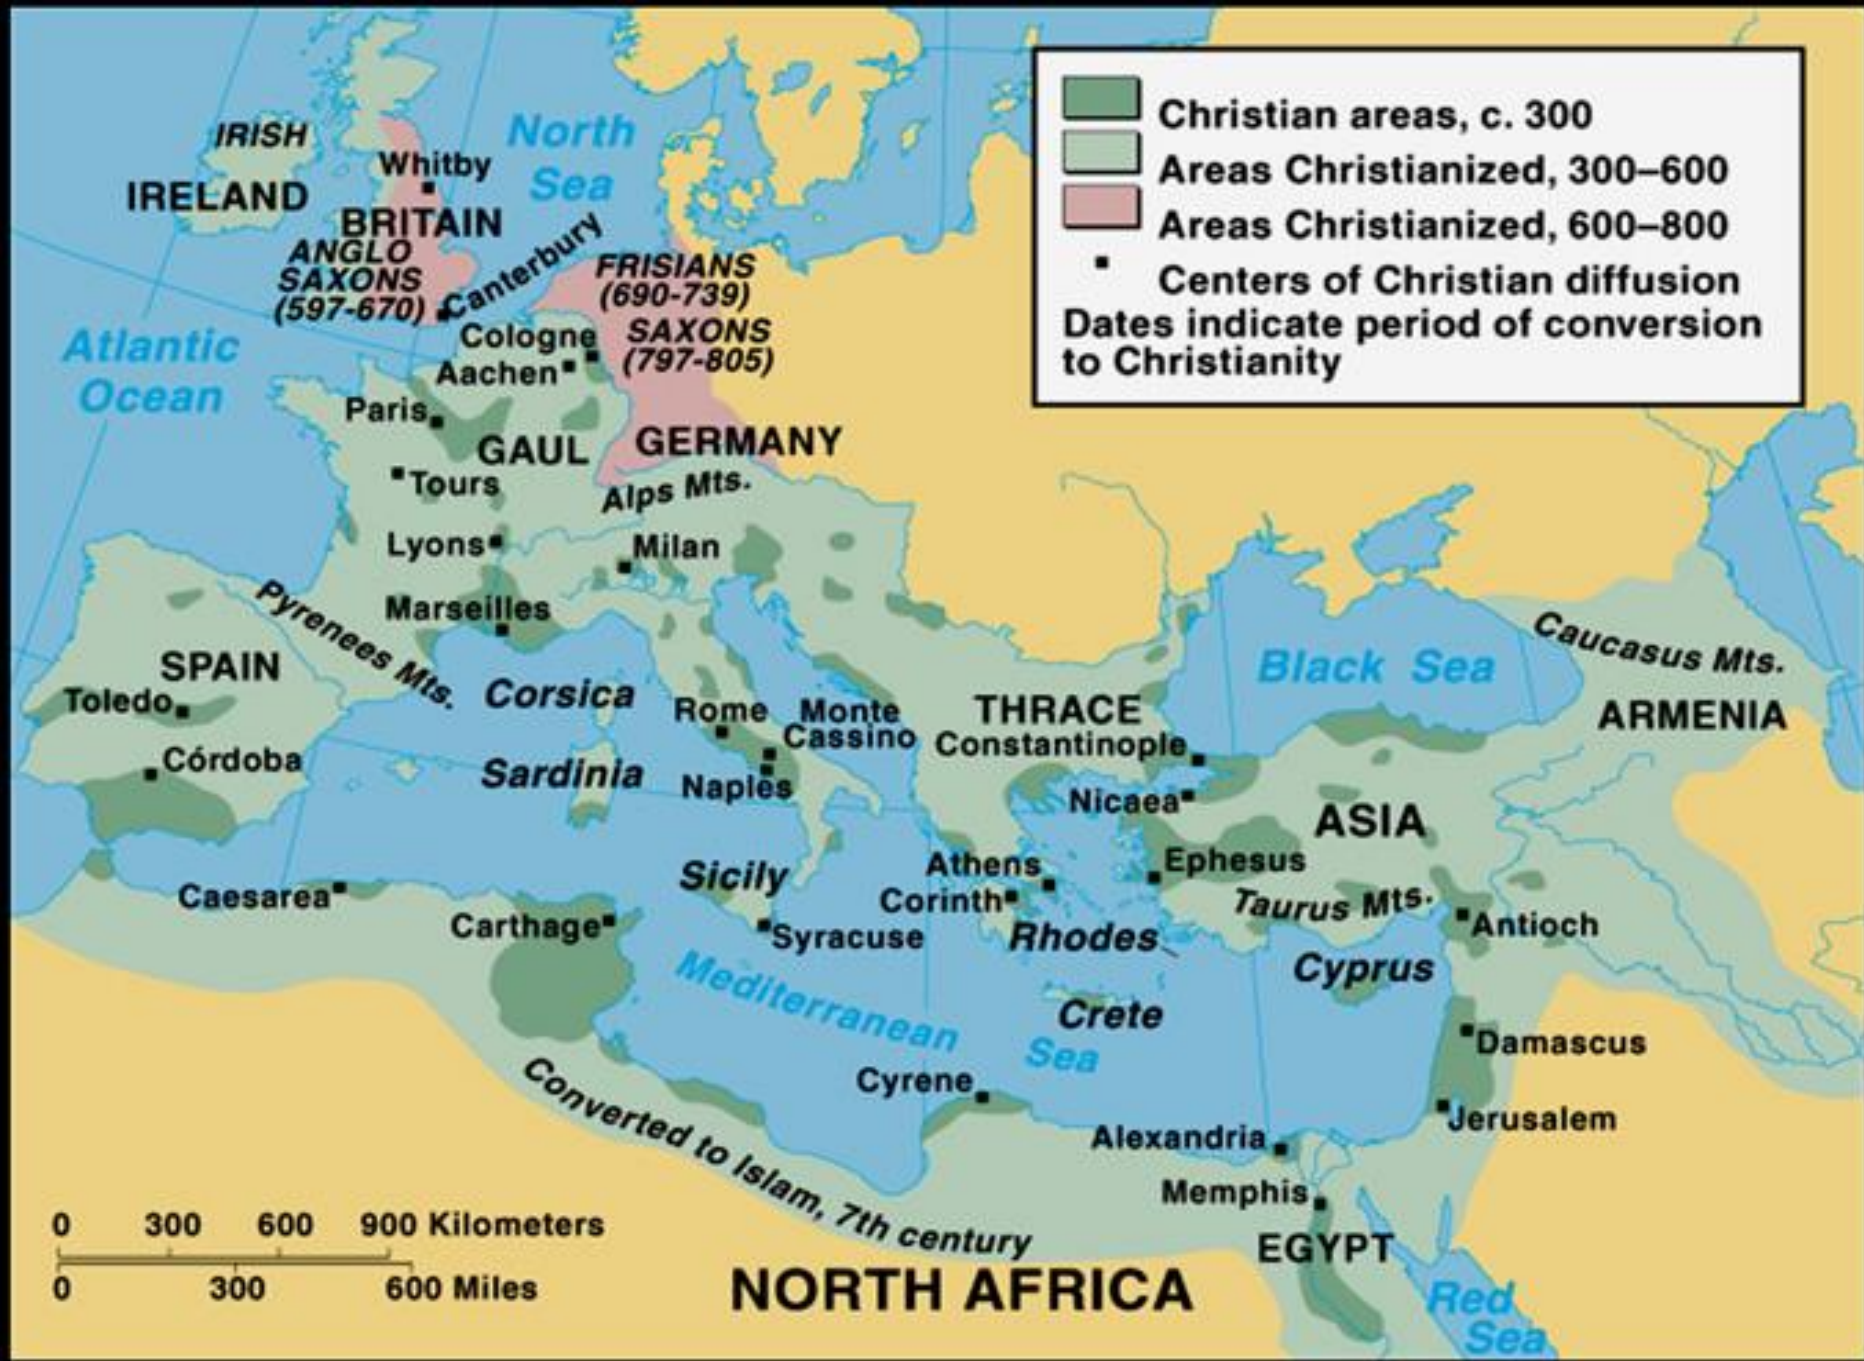 Christian areas, c. 300
Areas Christianized, 300–600
Areas Christianized, 600–800
Centers of Christian diffusion
Dates indicate period of conversion
to Christianity
IRISH
IRELAND
Whitby
BRITAIN
ANGLO
SAXONS
(597-670)
Canterbury
North
Sea
FRISIANS
(690-739)
SAXONS
(797-805)
Atlantic
Ocean
Cologne
Aachen
Paris
GAUL
GERMANY
Tours
Alps Mts.
Lyons
Milan
Marseilles
Pyrenees Mts.
SPAIN
Toledo
Córdoba
Corsica
Sardinia
Rome
Monte
Cassino
Naples
THRACE
Constantinople
Nicaea
Black Sea
Caucasus Mts.
ARMENIA
ASIA
Ephesus
Athens
Corinth
Taurus Mts.
Antioch
Sicily
Syracuse
Caesarea
Carthage
Rhodes
Cyprus
Crete
Mediterranean
Sea
Damascus
Jerusalem
Cyrene
Alexandria
Memphis
EGYPT
Converted to Islam, 7th century
NORTH AFRICA
Red
Sea
0 300 600 900 Kilometers
0 300 600 Miles